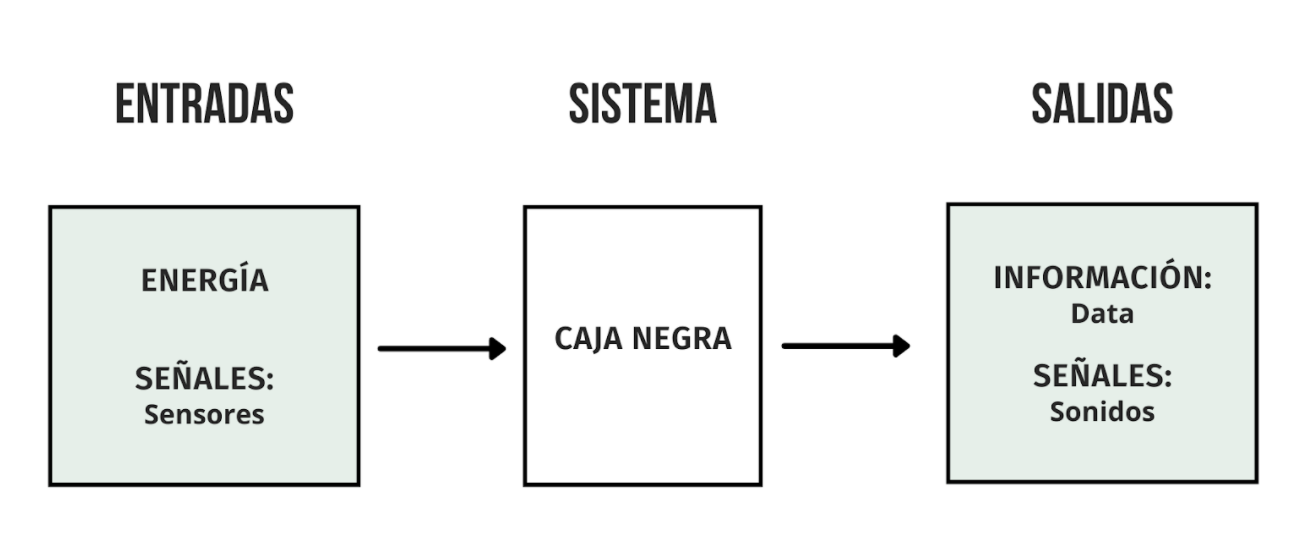 ENTRADAS
SISTEMA
SALIDAS
ENERGÍA
SEÑALES:
Sensores
CAJA NEGRA
INFORMACIÓN:
Data
SEÑALES:
Sonidos